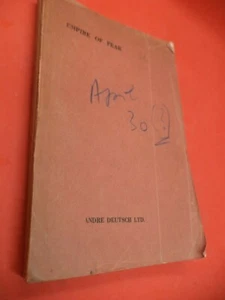 EMPIRE OF FEAR
April
30 [?]
ANDRE DEUTSCH LTD.